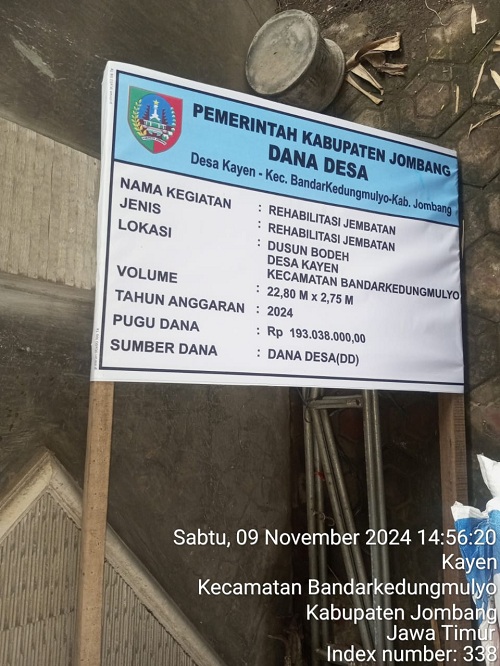 PEMERINTAH KABUPATEN JOMBANG
DANA DESA
Desa Kayen - Kec. BandarKedungmulyo-Kab. Jombang
NAMA KEGIATAN : REHABILITASI JEMBATAN
JENIS : REHABILITASI JEMBATAN
LOKASI : DUSUN BODEH
DESA KAYEN
KECAMATAN BANDARKEDUNGMULYO
VOLUME : 22,80 M x 2,75 M
TAHUN ANGGARAN : 2024
PUGU DANA : Rp 193.038.000,00
SUMBER DANA : DANA DESA(DD)
Sabtu, 09 November 2024 14:56:20
Kayen
Kecamatan Bandarkedungmulyo
Kabupaten Jombang
Jawa Timur
Index number: 338